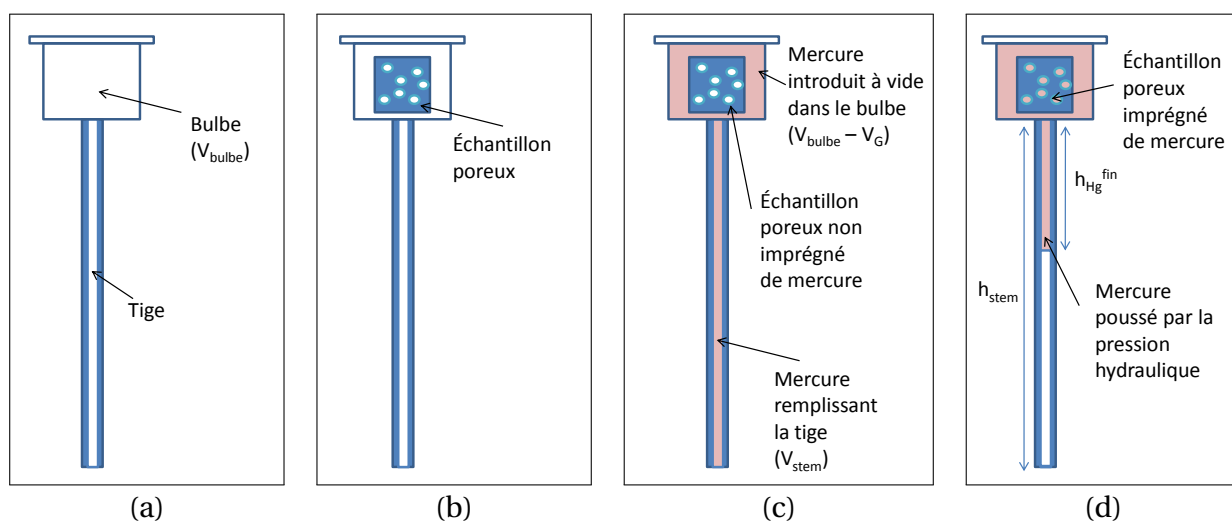 Bulbe
(V_bulbe)
Tige
(a)
Échantillon
poreux
(b)
Mercure
introduit à vide
dans le bulbe
(V_bulbe – V_G)
Échantillon
poreux non
imprégné
de mercure
Mercure
remplissant
la tige
(V_stem)
(c)
Échantillon
poreux
imprégné
de mercure
h_Hg^fin
h_stem
Mercure
poussé par la
pression
hydraulique
(d)